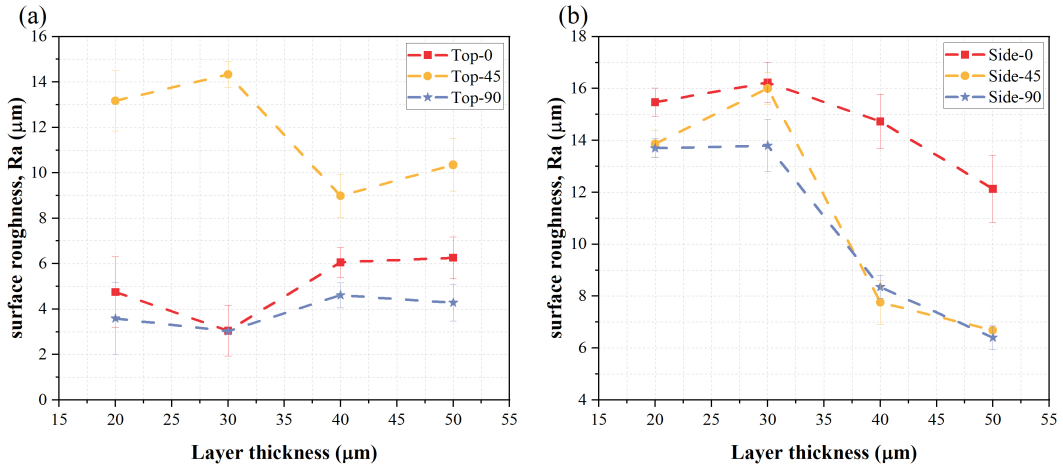 (a)
16
14
12
10
8
6
4
2
0
15 20 25 30 35 40 45 50 55
surface roughness, Ra (μm)
Layer thickness (μm)
Top-0
Top-45
Top-90
(b)
18
16
14
12
10
8
6
4
15 20 25 30 35 40 45 50 55
surface roughness, Ra (μm)
Layer thickness (μm)
Side-0
Side-45
Side-90